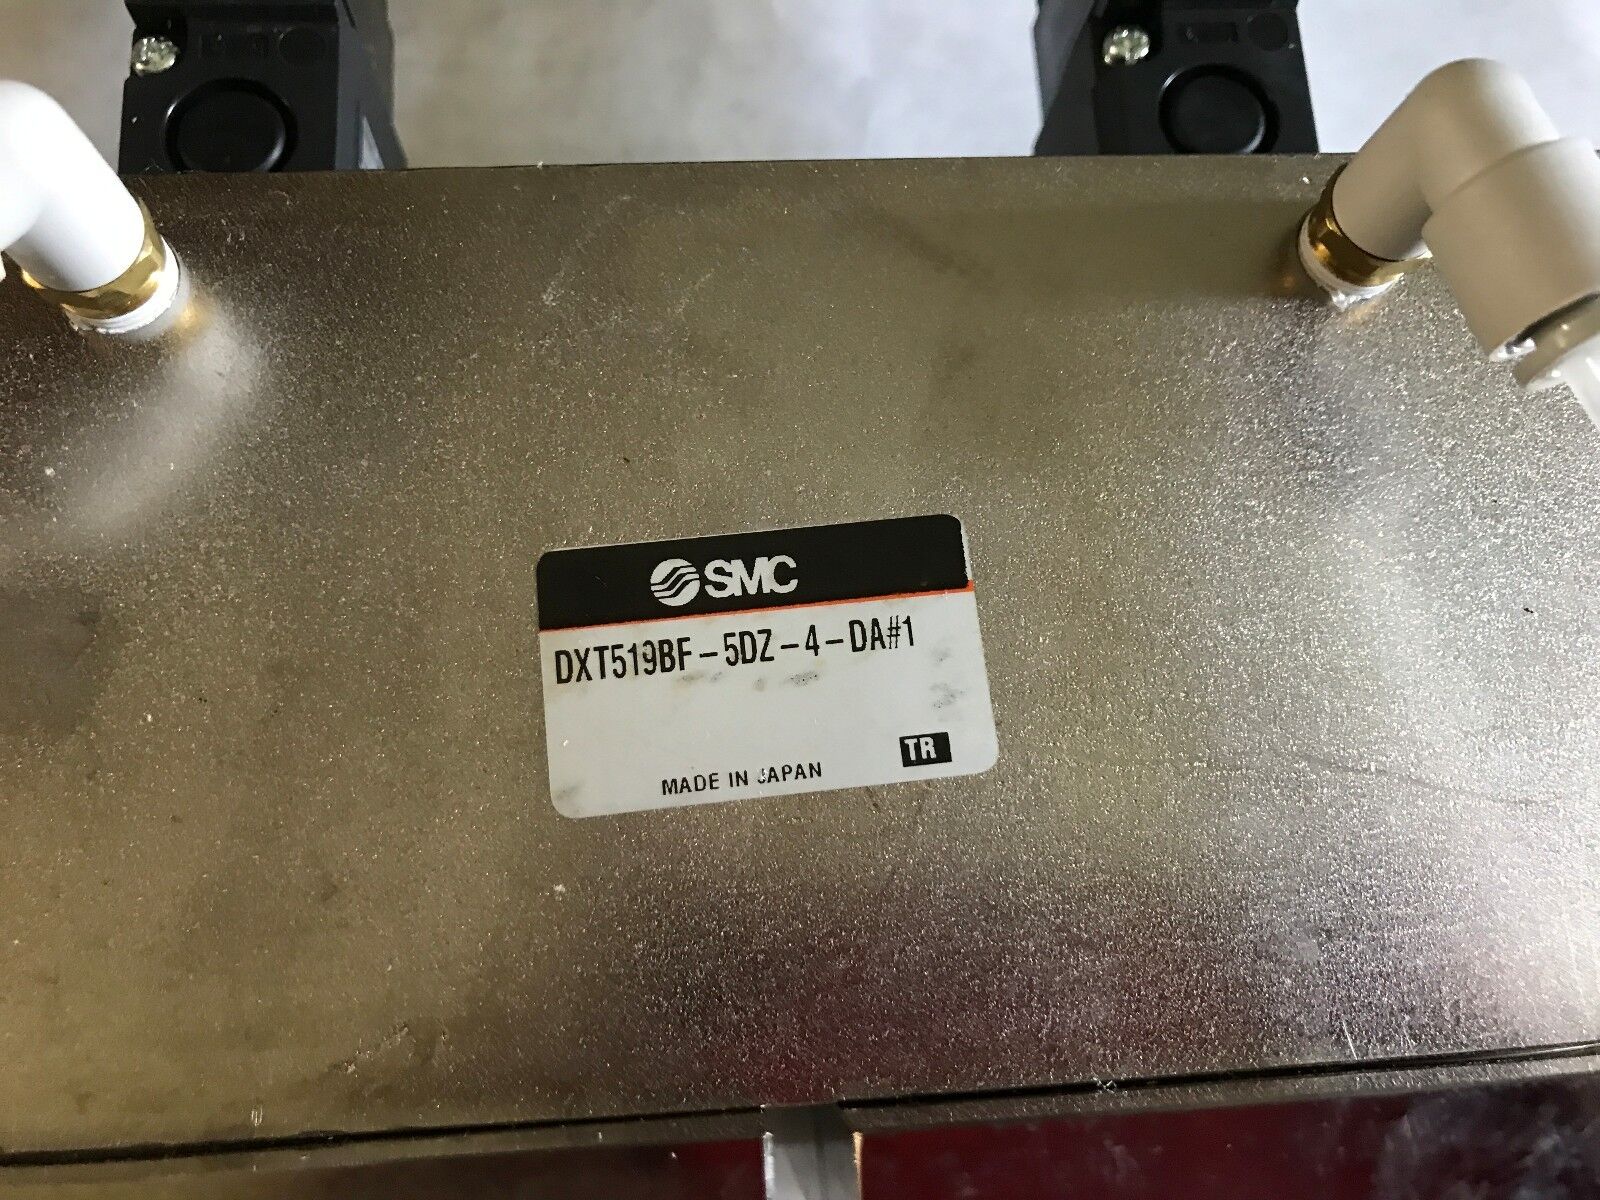 SMC
DXT519BF-5DZ-4-DA#1
MADE IN JAPAN
TR